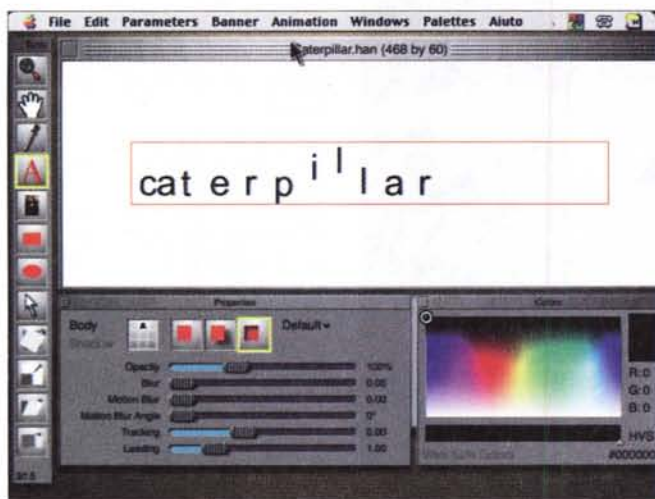 File Edit Parameters Banner Animation Windows Palettes Aiuto
Caterpillar.han (468 by 60)
caterpillar
A
Properties
Colors
Body
Default
Opacity 100%
Blur 0.00
Motion Blur 0.00
Motion Blur Angle 0°
Tracking 0.00
Leading 1.00
R:0
G:0
B:0
HVS
#000000